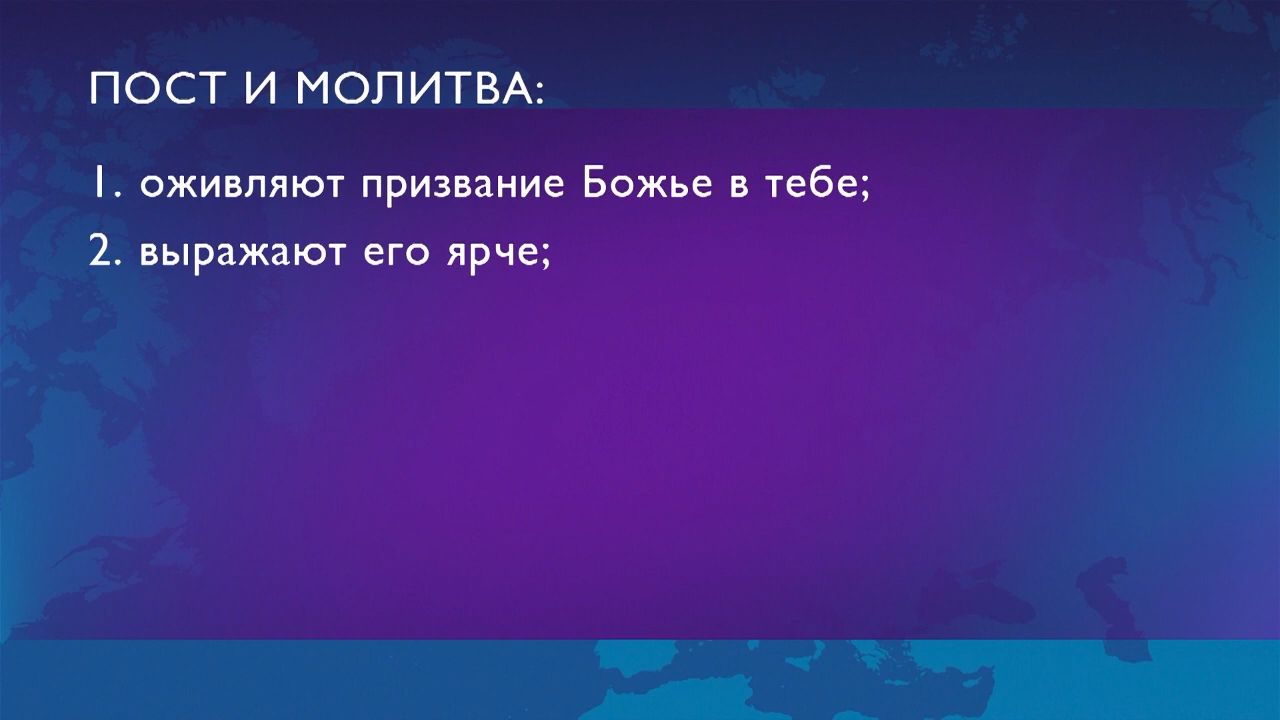 ПОСТ И МОЛИТВА:
1. оживляют призвание Божье в тебе;
2. выражают его ярче;